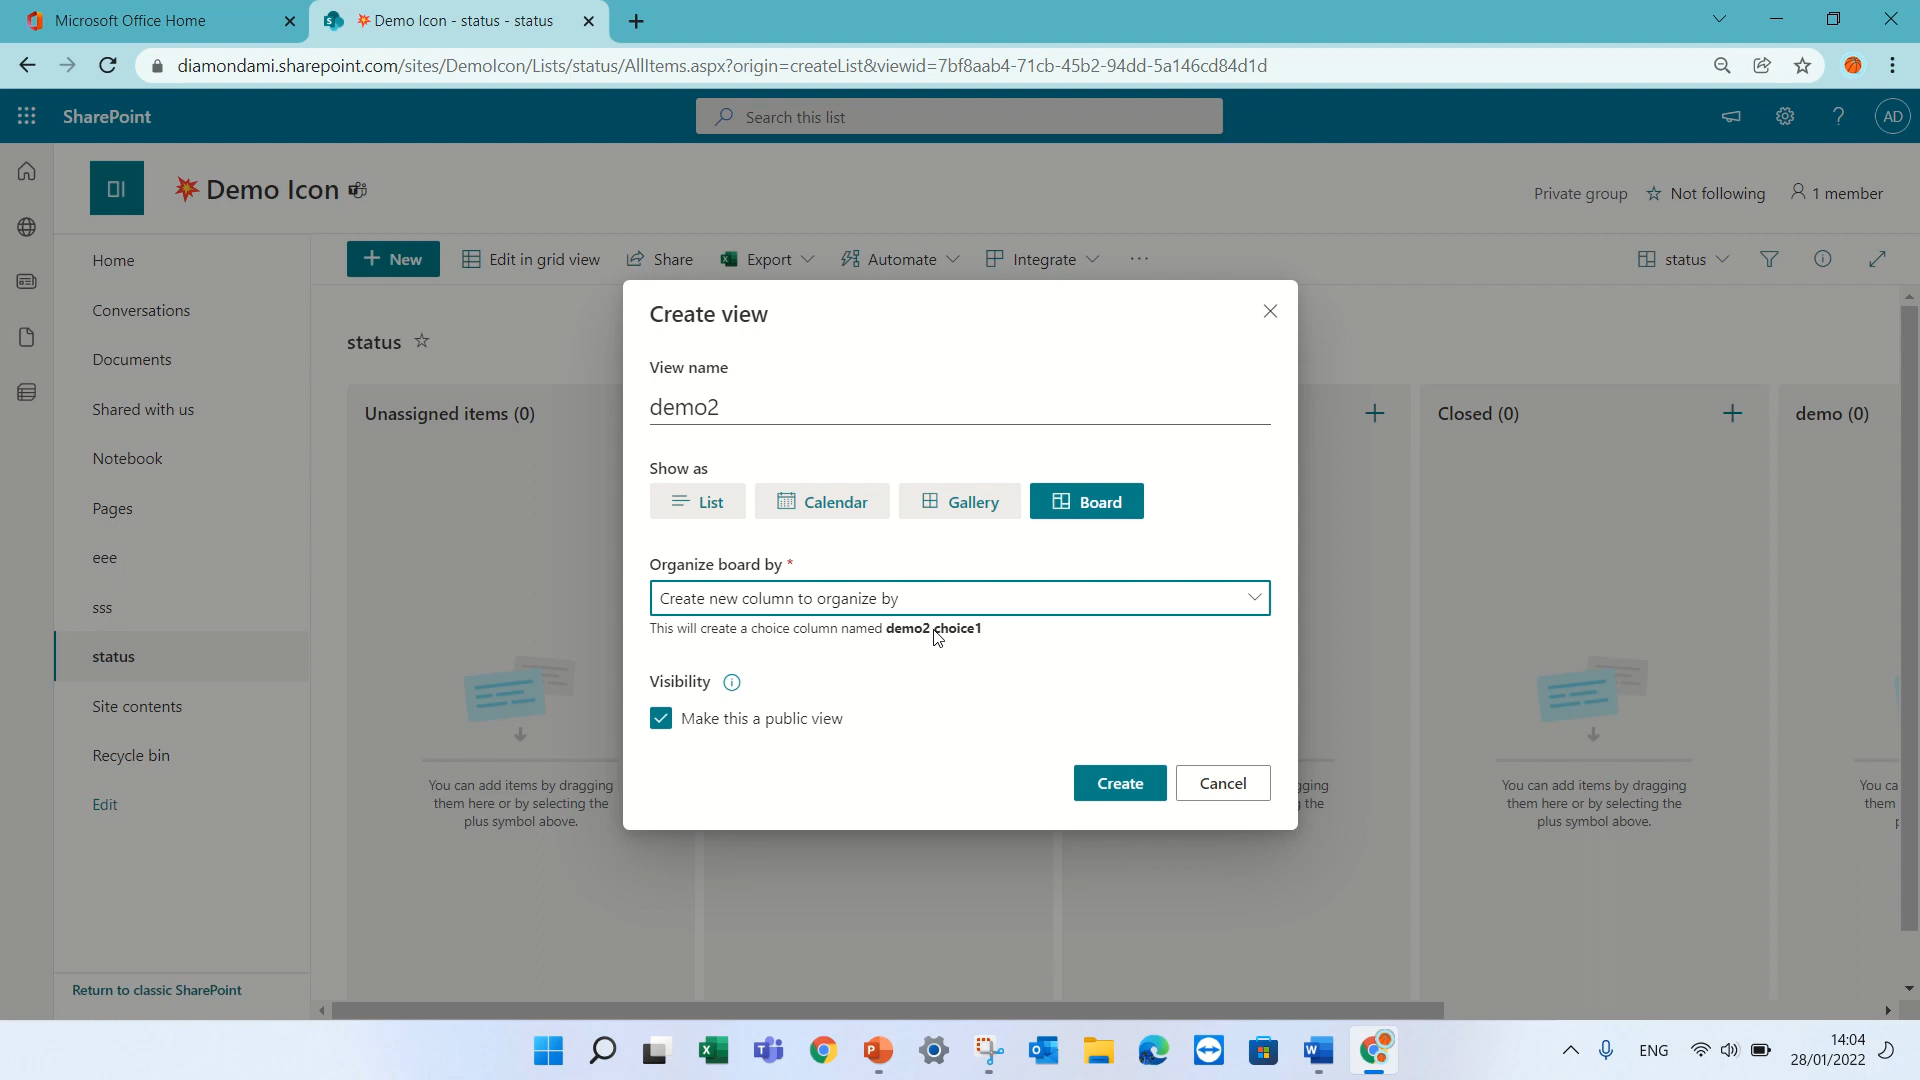 Microsoft Office Home
Demo Icon - status - status
diamondami.sharepoint.com/sites/DemoIcon/Lists/status/AllItems.aspx?origin=createList&viewid=7bf8aab4-71cb-45b2-94dd-5a146cd84d1d
SharePoint
Search this list
AD
Demo Icon
Private group
Not following
1 member
Home
Conversations
Documents
Shared with us
Notebook
Pages
eee
sss
status
Site contents
Recycle bin
Edit
Return to classic SharePoint
New
Edit in grid view
Share
Export
Automate
Integrate
status
status
Unassigned items (0)
Closed (0)
demo (0)
You can add items by dragging
them here or by selecting the
plus symbol above.
Create view
View name
demo2
Show as
List
Calendar
Gallery
Board
Organize board by *
Create new column to organize by
This will create a choice column named demo2 choice1
Visibility
Make this a public view
Create
Cancel
gging
the
You can add items by dragging
them here or by selecting the
plus symbol above.
You ca
them
ENG
14:04
28/01/2022